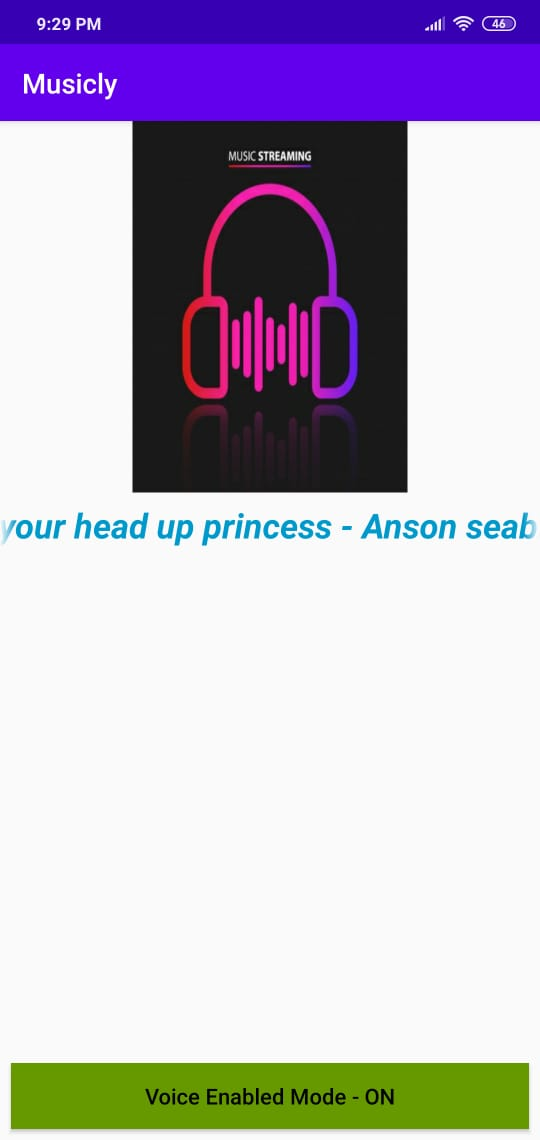 9:29 PM
46
Musicly
MUSIC STREAMING
your head up princess - Anson seab
Voice Enabled Mode - ON